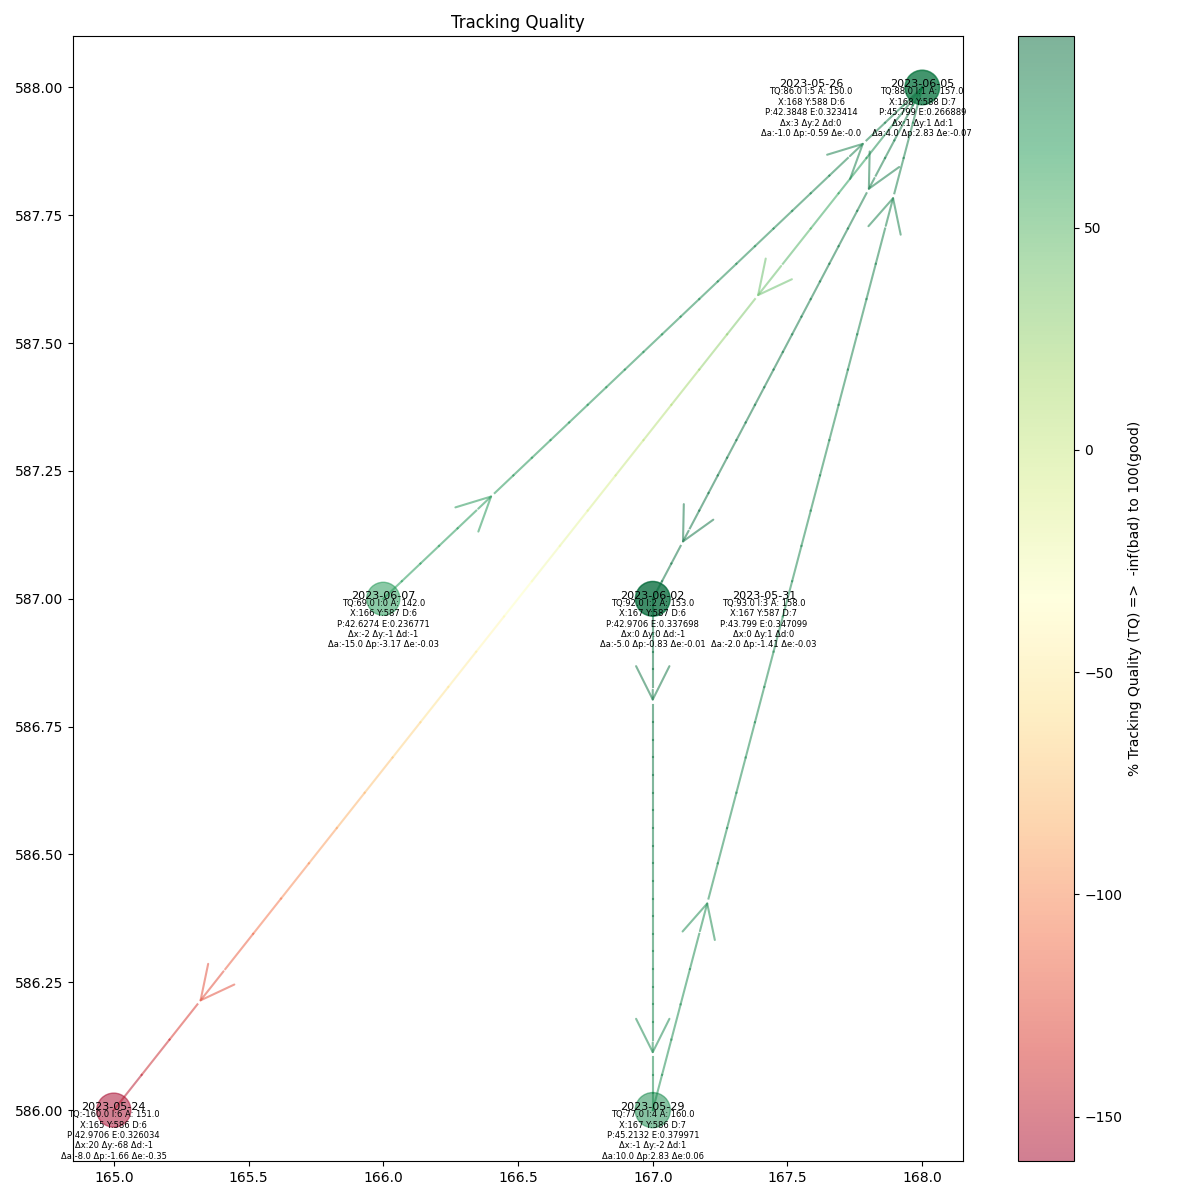 Tracking Quality
588.00
587.75
587.50
587.25
587.00
586.75
586.50
586.25
586.00
2023-05-26
TQ:86.0 I:5 A: 150.0
X:168 Y:588 D:6
P:42.3848 E:0.323414
Δx:3 Δy:2 Δd:0
Δa:-1.0 Δp:-0.59 Δe:-0.0
2023-06-05
TQ:88.0 I:1 A: 157.0
X:168 Y:588 D:7
P:45.799 E:0.266889
Δx:1 Δy:1 Δd:1
Δa:4.0 Δp:2.83 Δe:-0.07
2023-06-07
TQ:69.0 I:0 A: 142.0
X:166 Y:587 D:6
P:42.6274 E:0.236771
Δx:-2 Δy:-1 Δd:-1
Δa:-15.0 Δp:-3.17 Δe:-0.03
2023-06-02
TQ:92.0 I:2 A: 153.0
X:167 Y:587 D:6
P:42.9706 E:0.337698
Δx:0 Δy:0 Δd:-1
Δa:-5.0 Δp:-0.83 Δe:-0.01
2023-05-31
TQ:93.0 I:3 A: 158.0
X:167 Y:587 D:7
P:43.799 E:0.347099
Δx:0 Δy:1 Δd:0
Δa:-2.0 Δp:-1.41 Δe:-0.03
2023-05-24
TQ:-160.0 I:6 A: 151.0
X:165 Y:586 D:6
P:42.9706 E:0.326034
Δx:20 Δy:-68 Δd:-1
Δa:-8.0 Δp:-1.66 Δe:-0.35
2023-05-29
TQ:77.0 I:4 A: 160.0
X:167 Y:586 D:7
P:45.2132 E:0.379971
Δx:-1 Δy:-2 Δd:1
Δa:10.0 Δp:2.83 Δe:0.06
165.0
165.5
166.0
166.5
167.0
167.5
168.0
50
0
−50
−100
−150
% Tracking Quality (TQ) => -inf(bad) to 100(good)